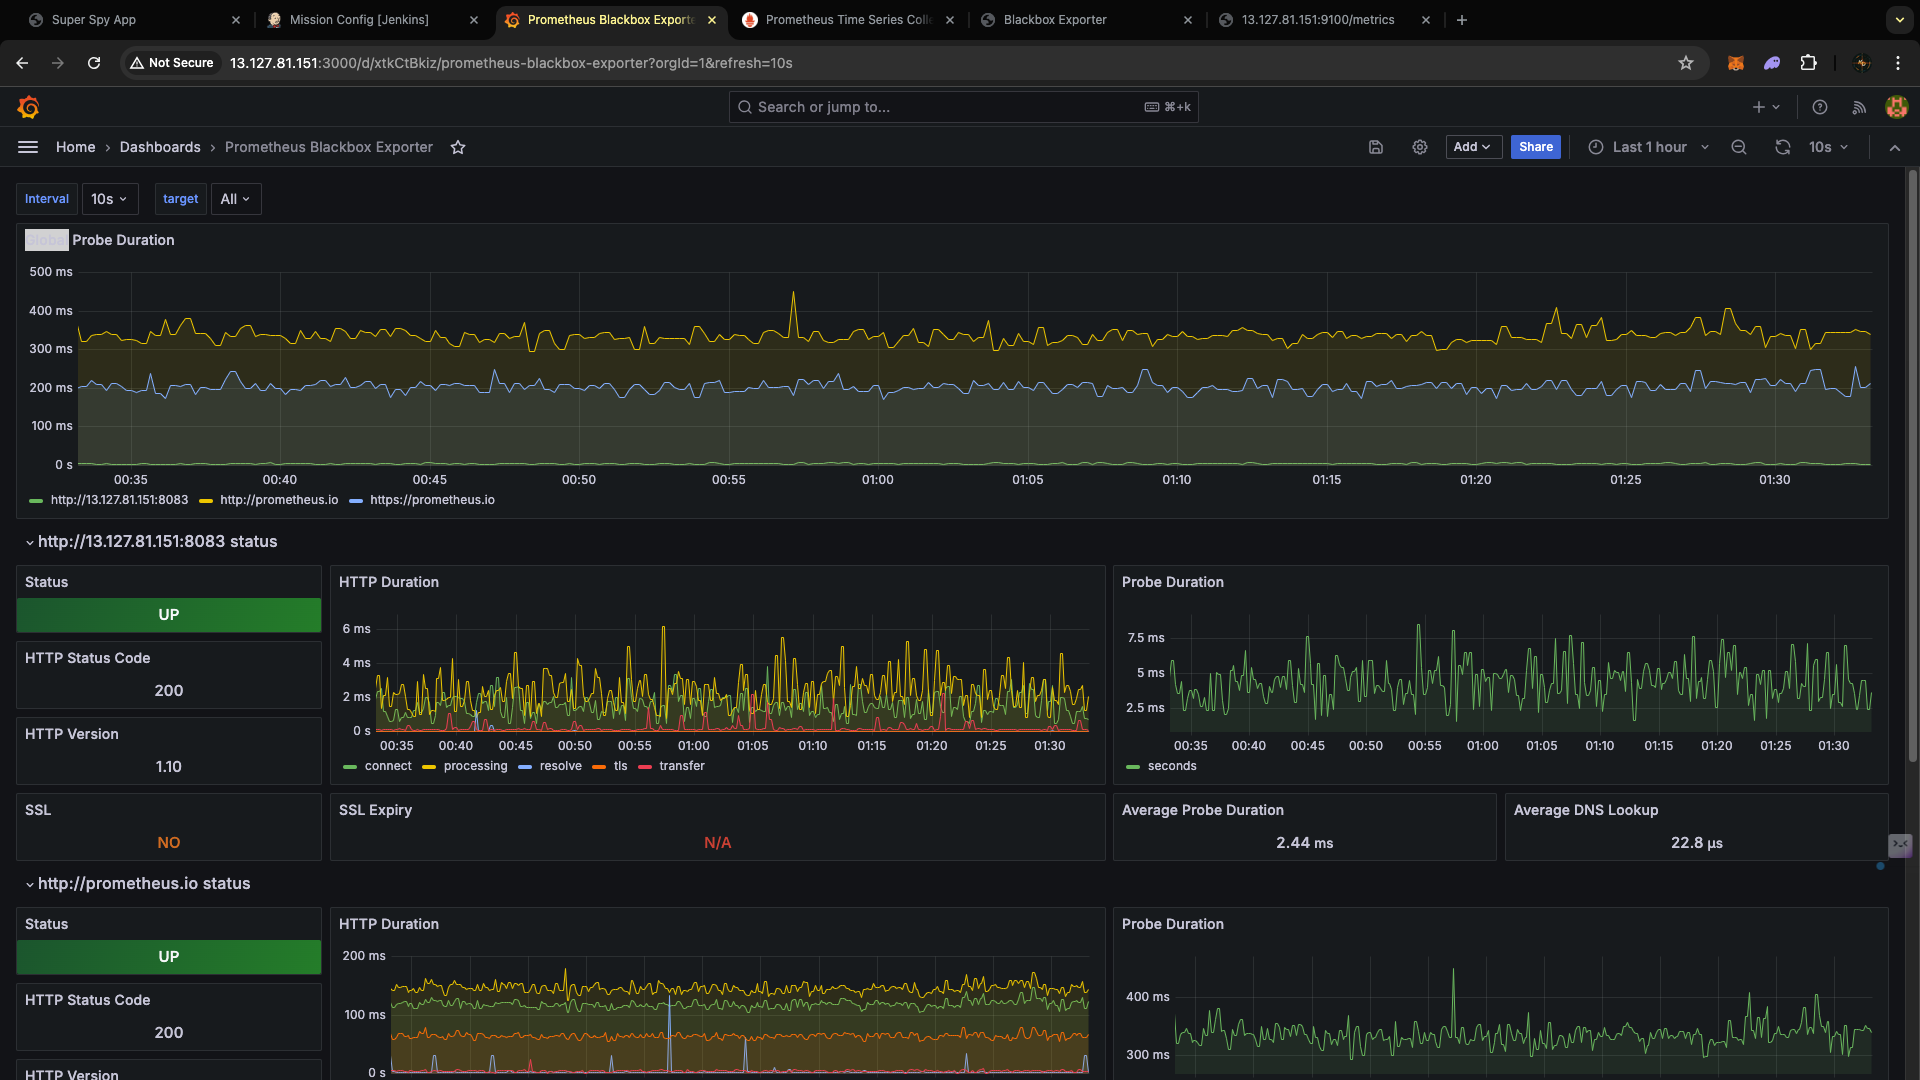 Super Spy App
Mission Config [Jenkins]
Prometheus Blackbox Exporte
Prometheus Time Series Colle
Blackbox Exporter
13.127.81.151:9100/metrics
Not Secure
13.127.81.151:3000/d/xtkCtBkiz/prometheus-blackbox-exporter?orgId=1&refresh=10s
Search or jump to...
⌘+k
Home › Dashboards › Prometheus Blackbox Exporter
Add
Share
Last 1 hour
10s
Interval
10s
target
All
Global Probe Duration
500 ms
400 ms
300 ms
200 ms
100 ms
0 s
00:35 00:40 00:45 00:50 00:55 01:00 01:05 01:10 01:15 01:20 01:25 01:30
http://13.127.81.151:8083 http://prometheus.io https://prometheus.io
http://13.127.81.151:8083 status
Status
UP
HTTP Status Code
200
HTTP Version
1.10
HTTP Duration
6 ms
4 ms
2 ms
0 s
00:35 00:40 00:45 00:50 00:55 01:00 01:05 01:10 01:15 01:20 01:25 01:30
connect processing resolve tls transfer
Probe Duration
7.5 ms
5 ms
2.5 ms
00:35 00:40 00:45 00:50 00:55 01:00 01:05 01:10 01:15 01:20 01:25 01:30
seconds
SSL
NO
SSL Expiry
N/A
Average Probe Duration
2.44 ms
Average DNS Lookup
22.8 µs
http://prometheus.io status
Status
UP
HTTP Status Code
200
HTTP Version
HTTP Duration
200 ms
100 ms
0 s
Probe Duration
400 ms
300 ms